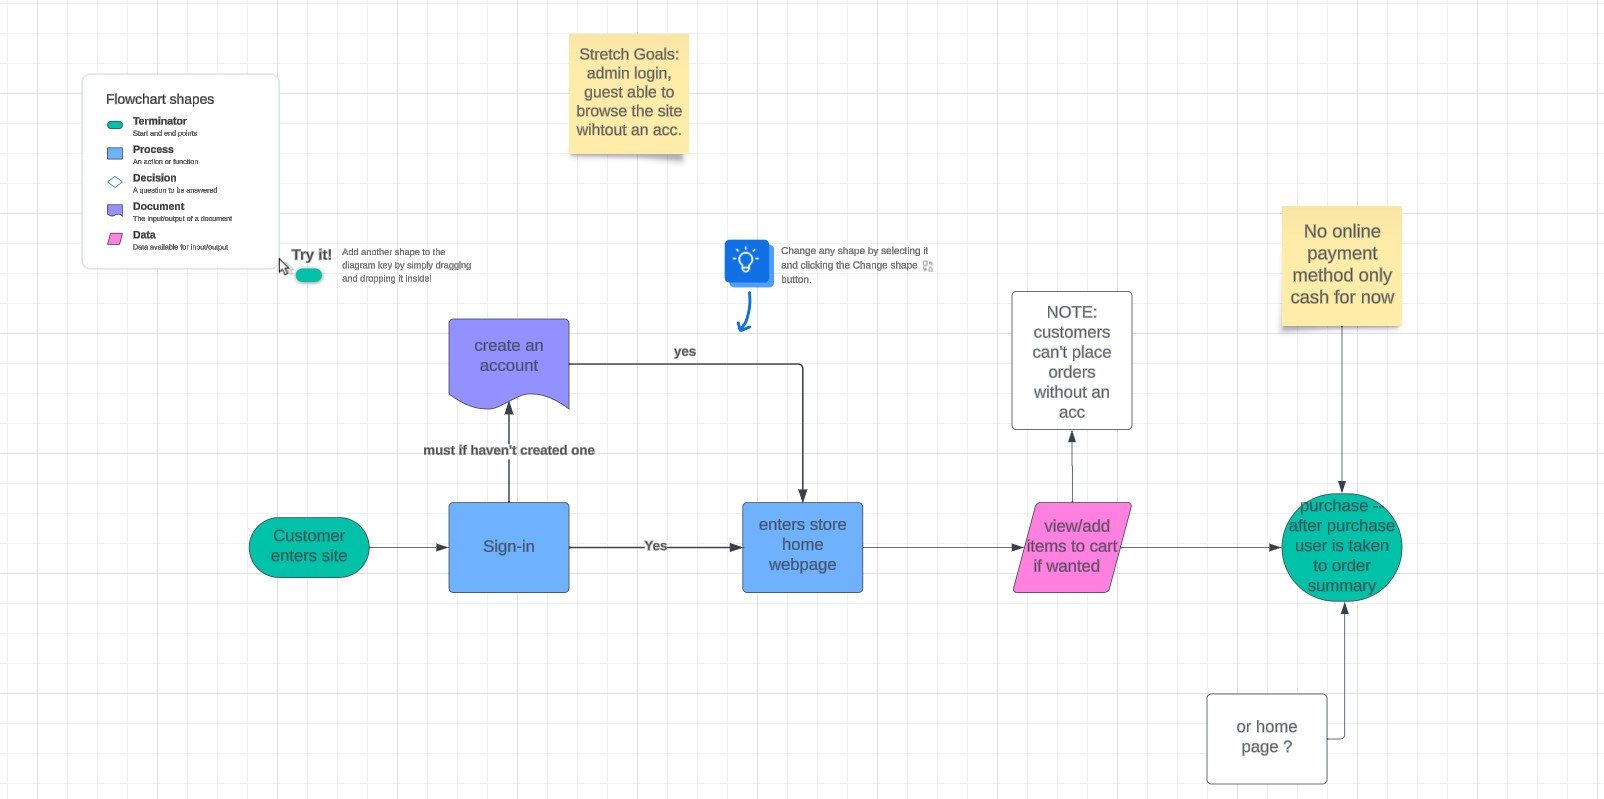 Stretch Goals:
admin login,
guest able to
browse the site
wihtout an acc.
Flowchart shapes
Terminator
Start and end points
Process
An action or function
Decision
A question to be answered
Document
The input/output of a document
Data
Data available for input/output
Try it!
Add another shape to the
diagram key by simply dragging
and dropping it inside!
Change any shape by selecting it
and clicking the Change shape
button.
No online
payment
method only
cash for now
NOTE:
customers
can't place
orders
without an
acc
create an
account
yes
must if haven't created one
Customer
enters site
Sign-in
Yes
enters store
home
webpage
view/add
items to cart
if wanted
purchase --
after purchase
user is taken
to order
summary
or home
page ?